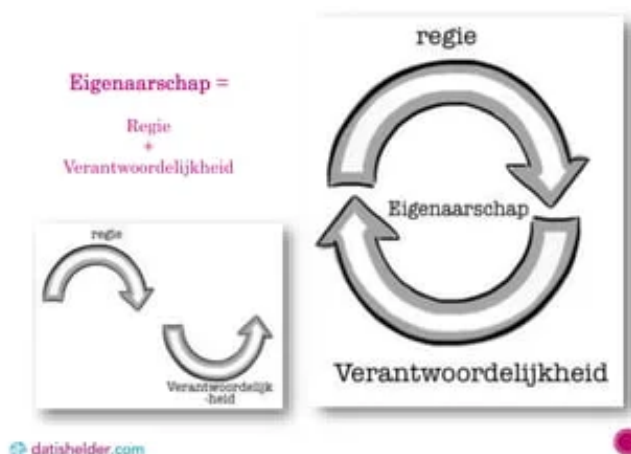 Eigenaarschap =
Regie
+
Verantwoordelijkheid
regie
Verantwoordelijk
-heid
regie
Eigenaarschap
Verantwoordelijkheid
datishelder.com